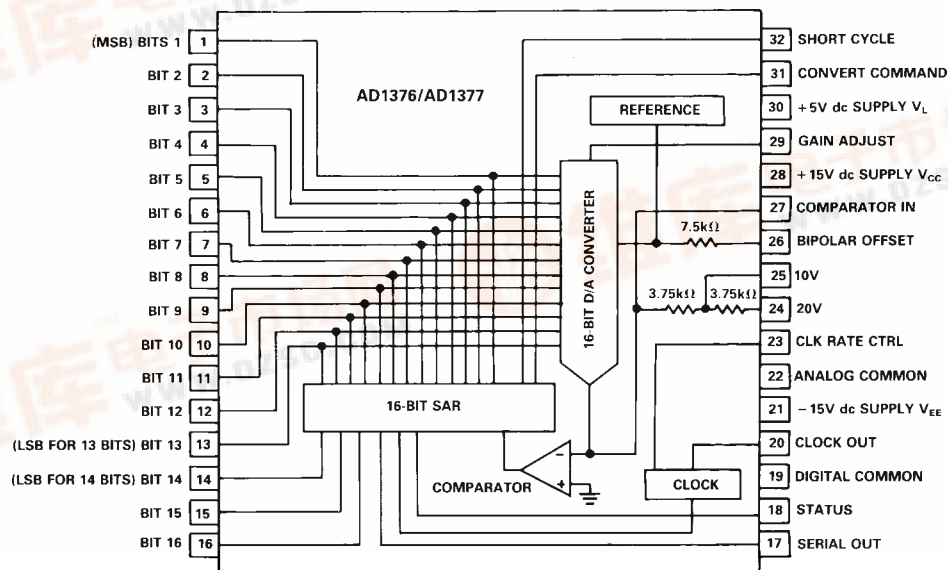 AD1376/AD1377
(MSB) BITS 1 1
BIT 2 2
BIT 3 3
BIT 4 4
BIT 5 5
BIT 6 6
BIT 7 7
BIT 8 8
BIT 9 9
BIT 10 10
BIT 11 11
BIT 12 12
(LSB FOR 13 BITS) BIT 13 13
(LSB FOR 14 BITS) BIT 14 14
BIT 15 15
BIT 16 16
REFERENCE
16-BIT D/A CONVERTER
7.5kΩ
3.75kΩ 3.75kΩ
16-BIT SAR
COMPARATOR
−
+
CLOCK
32 SHORT CYCLE
31 CONVERT COMMAND
30 +5V dc SUPPLY VL
29 GAIN ADJUST
28 +15V dc SUPPLY VCC
27 COMPARATOR IN
26 BIPOLAR OFFSET
25 10V
24 20V
23 CLK RATE CTRL
22 ANALOG COMMON
21 −15V dc SUPPLY VEE
20 CLOCK OUT
19 DIGITAL COMMON
18 STATUS
17 SERIAL OUT